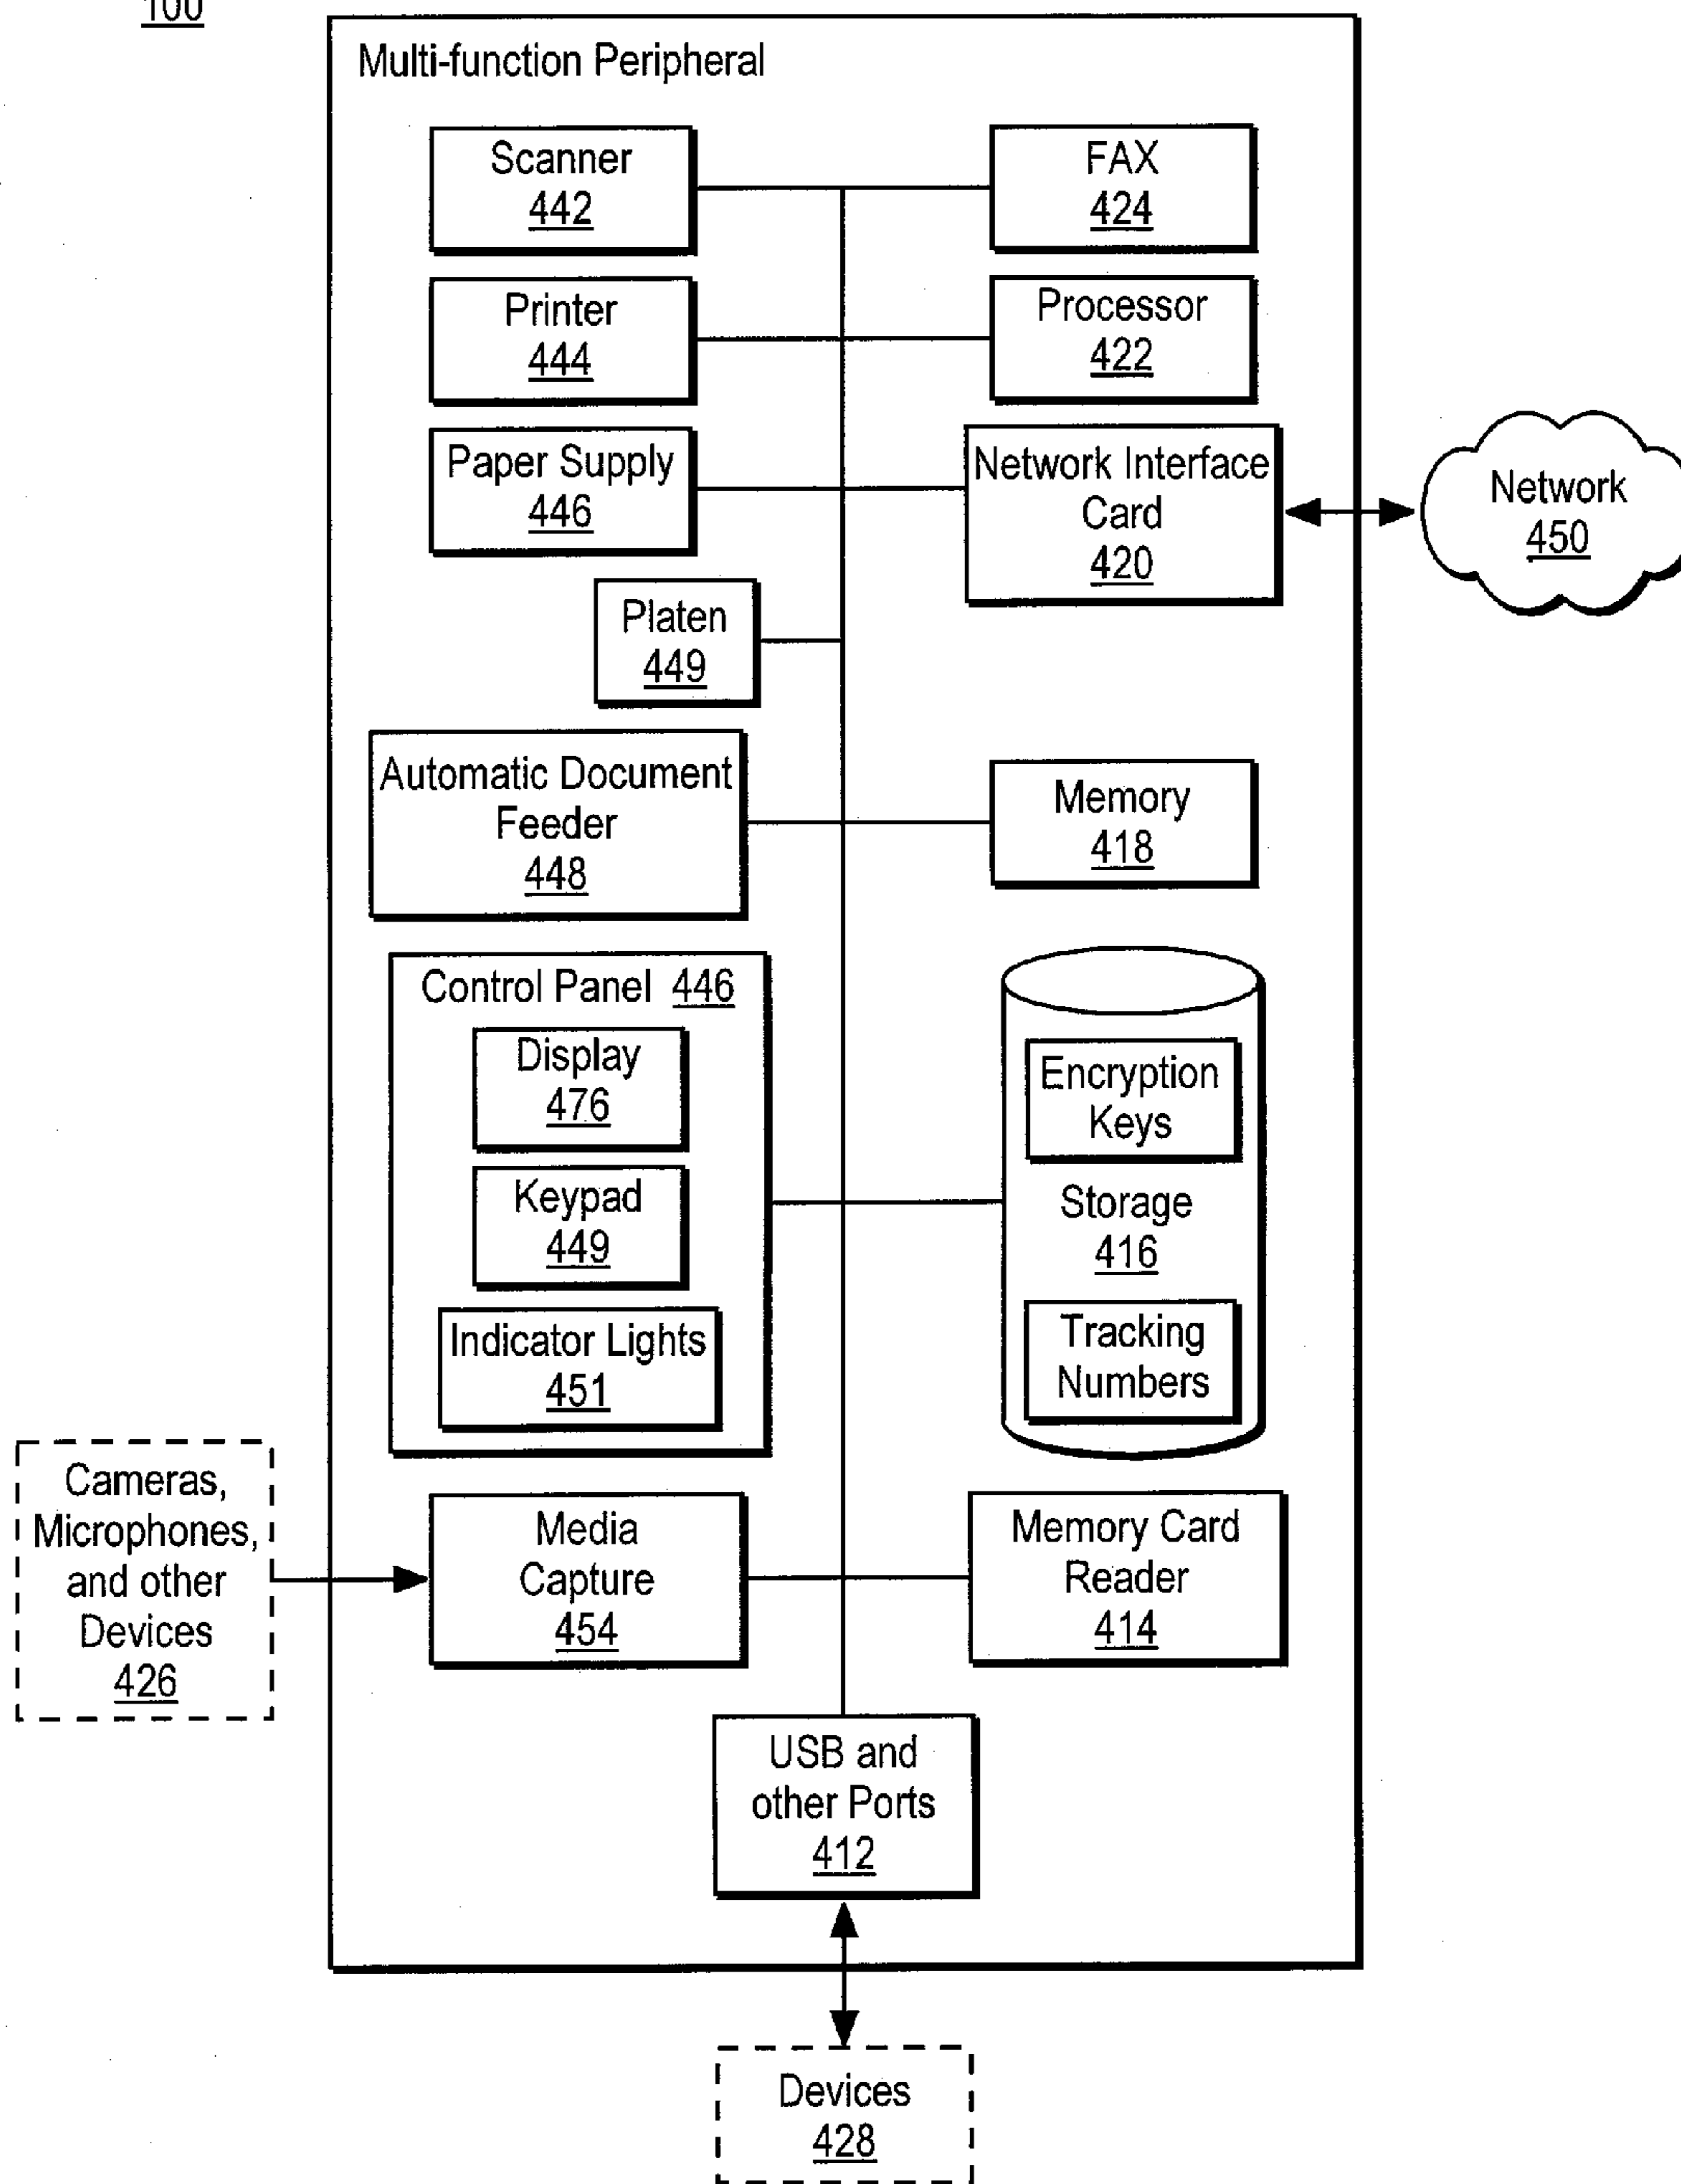 100
Multi-function Peripheral
Scanner
442
FAX
424
Printer
444
Processor
422
Paper Supply
446
Network Interface
Card
420
Network
450
Platen
449
Automatic Document
Feeder
448
Memory
418
Control Panel 446
Display
476
Keypad
449
Indicator Lights
451
Encryption
Keys
Storage
416
Tracking
Numbers
Cameras,
Microphones,
and other
Devices
426
Media
Capture
454
Memory Card
Reader
414
USB and
other Ports
412
Devices
428